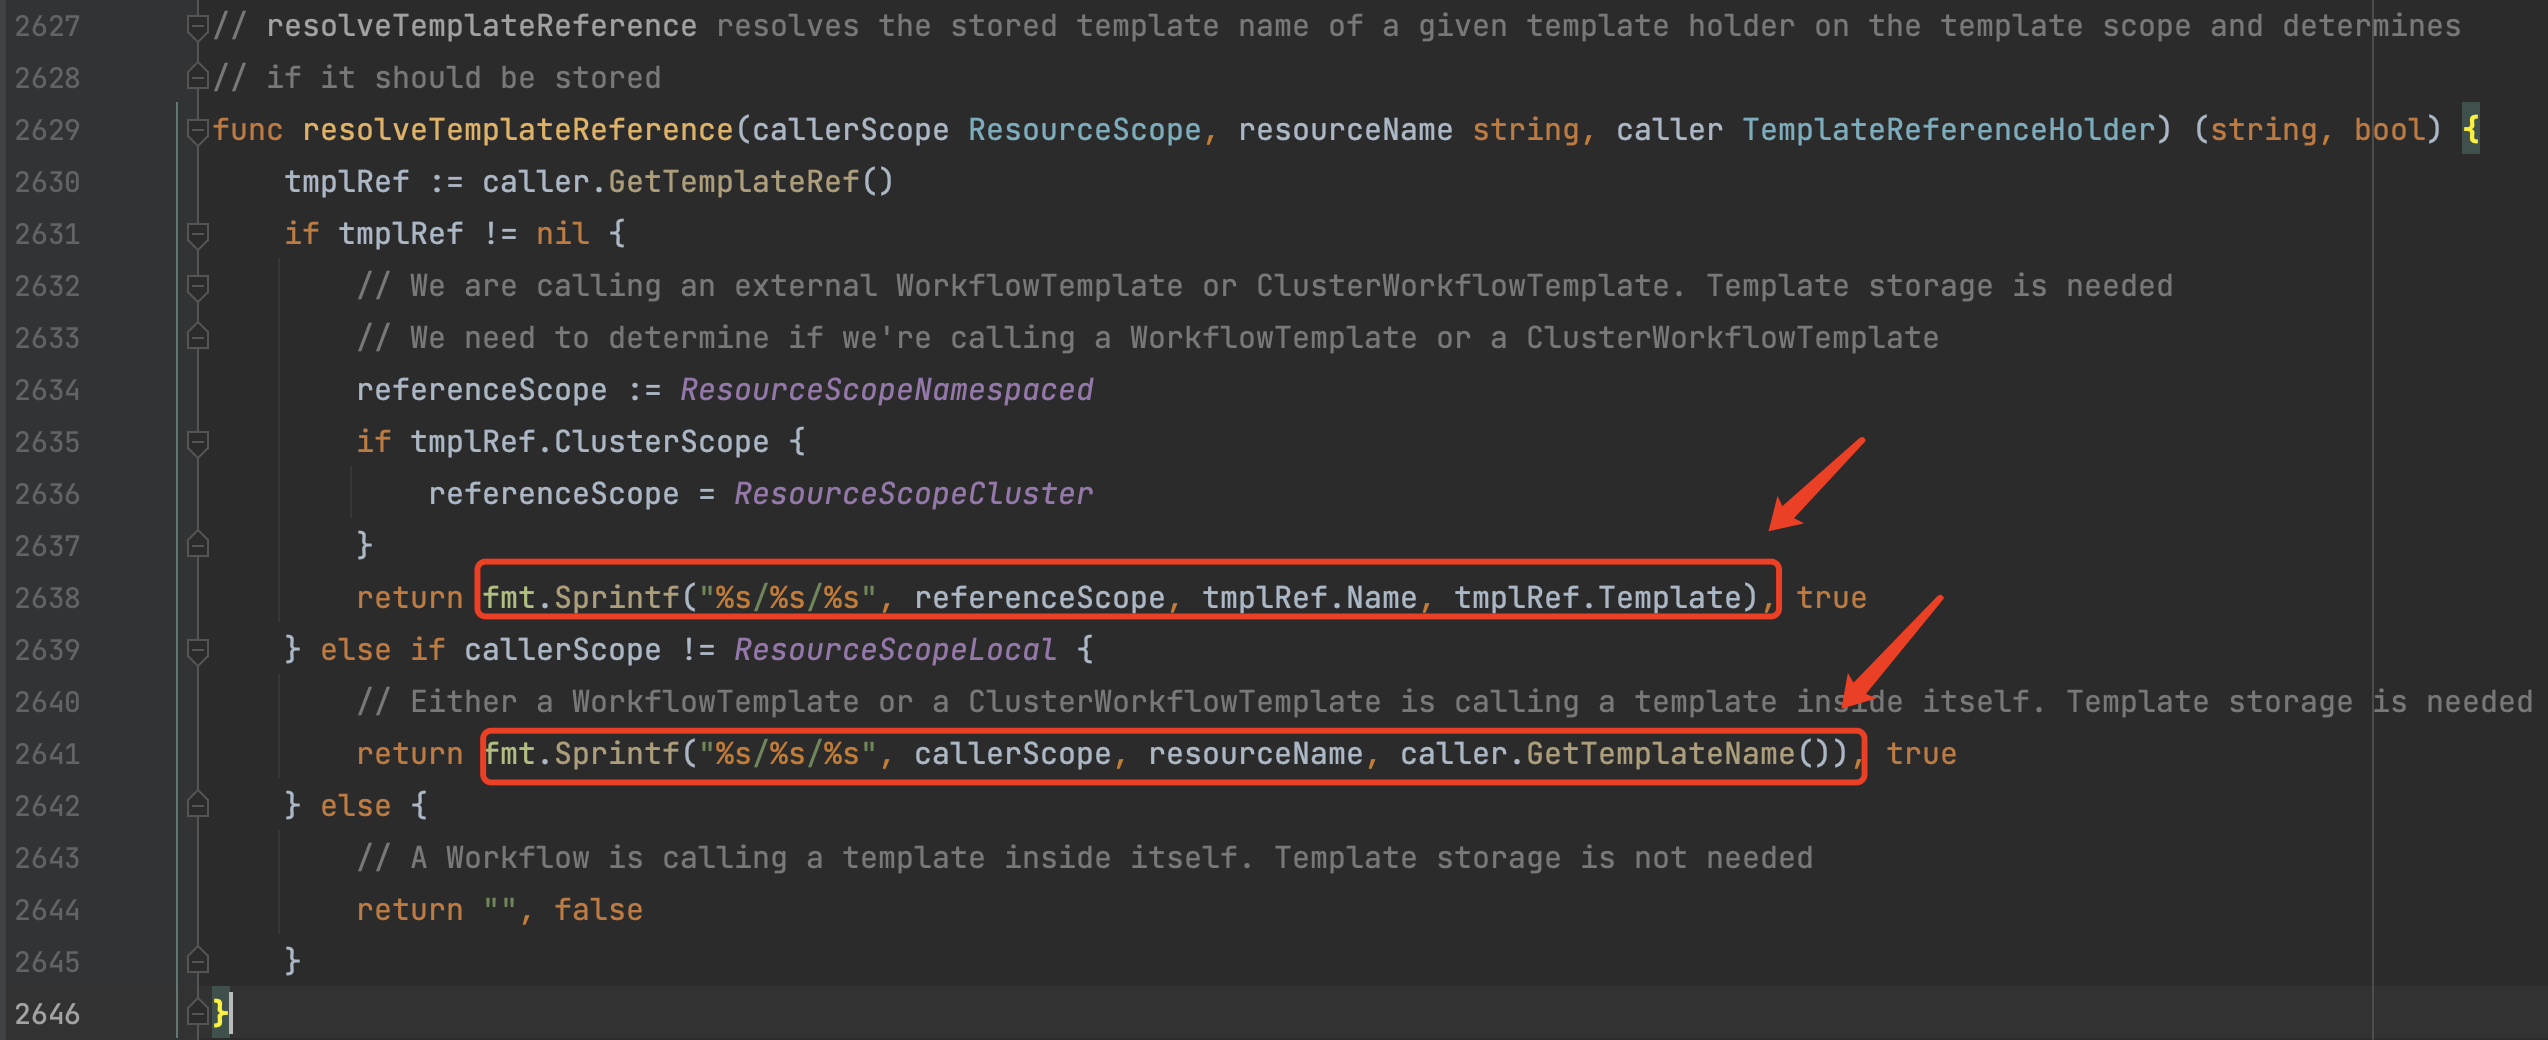 2627 // resolveTemplateReference resolves the stored template name of a given template holder on the template scope and determines
2628 // if it should be stored
2629 func resolveTemplateReference(callerScope ResourceScope, resourceName string, caller TemplateReferenceHolder) (string, bool) {
2630     tmplRef := caller.GetTemplateRef()
2631     if tmplRef != nil {
2632         // We are calling an external WorkflowTemplate or ClusterWorkflowTemplate. Template storage is needed
2633         // We need to determine if we're calling a WorkflowTemplate or a ClusterWorkflowTemplate
2634         referenceScope := ResourceScopeNamespaced
2635         if tmplRef.ClusterScope {
2636             referenceScope = ResourceScopeCluster
2637         }
2638         return fmt.Sprintf("%s/%s/%s", referenceScope, tmplRef.Name, tmplRef.Template), true
2639     } else if callerScope != ResourceScopeLocal {
2640         // Either a WorkflowTemplate or a ClusterWorkflowTemplate is calling a template inside itself. Template storage is needed
2641         return fmt.Sprintf("%s/%s/%s", callerScope, resourceName, caller.GetTemplateName()), true
2642     } else {
2643         // A Workflow is calling a template inside itself. Template storage is not needed
2644         return "", false
2645     }
2646 }